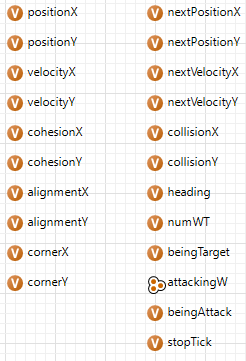 positionX
positionY
velocityX
velocityY
cohesionX
cohesionY
alignmentX
alignmentY
cornerX
cornerY
nextPositionX
nextPositionY
nextVelocityX
nextVelocityY
collisionX
collisionY
heading
numWT
beingTarget
attackingW
beingAttack
stopTick